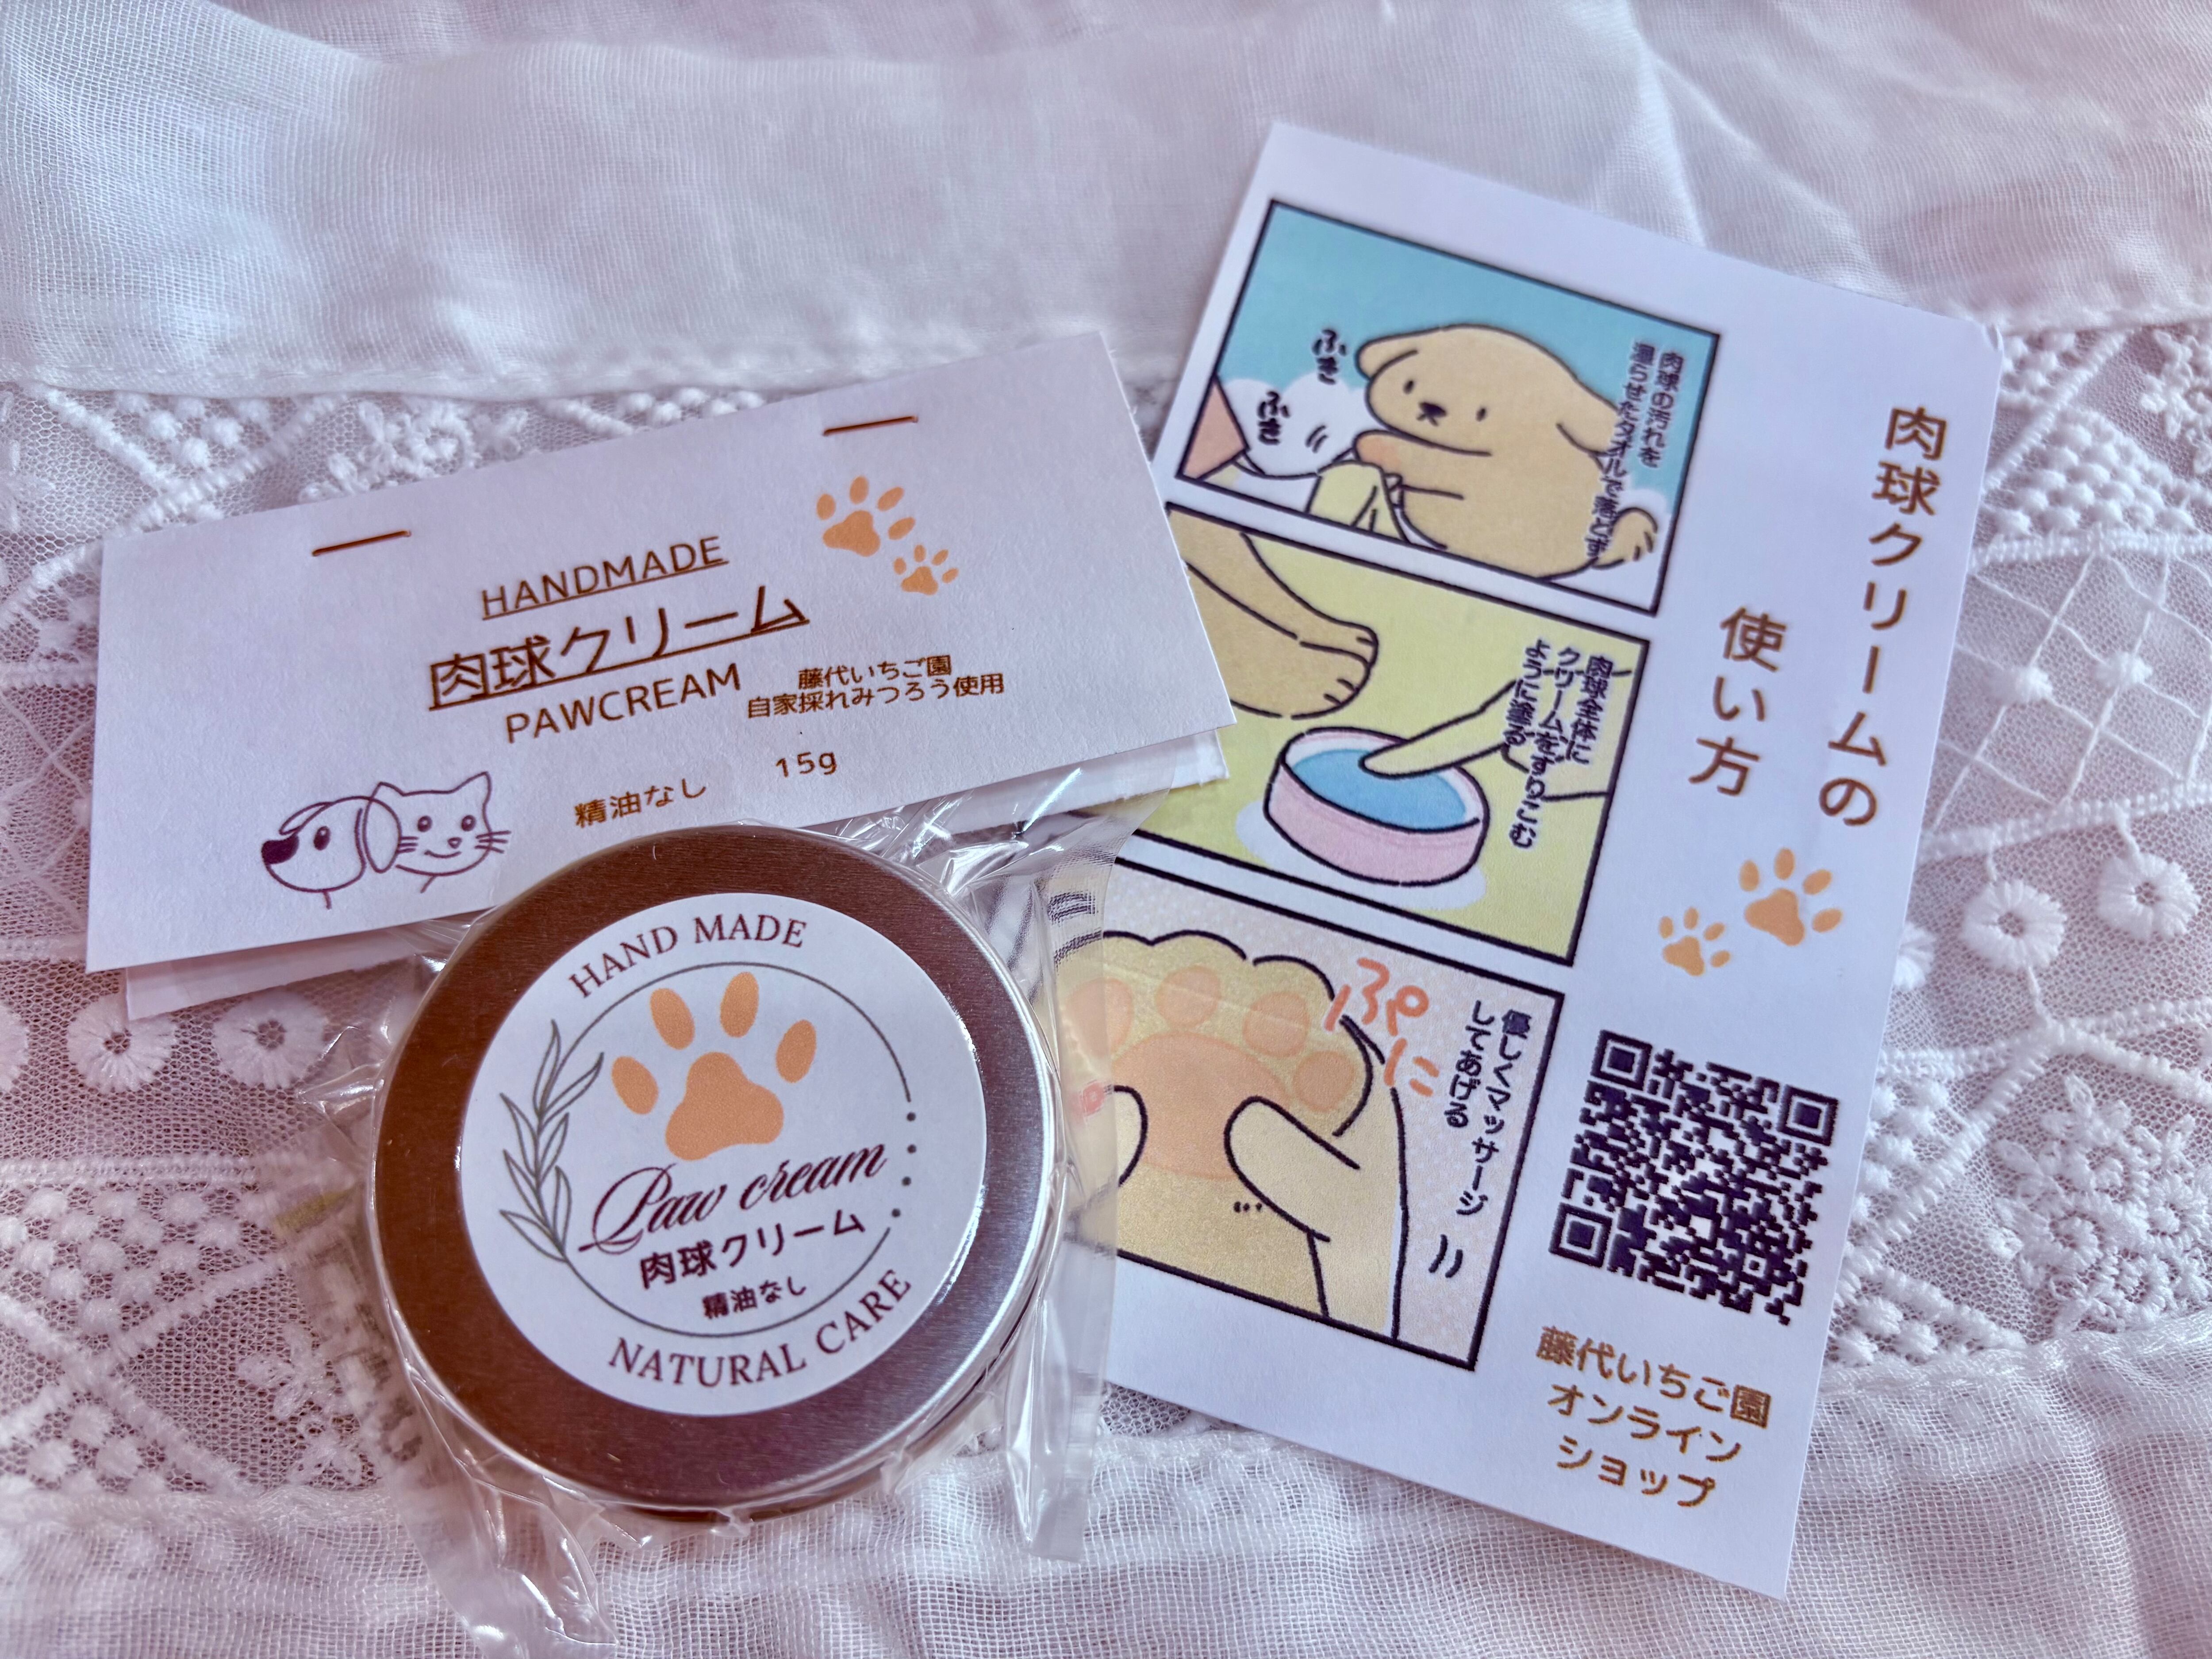 HANDMADE
肉球クリーム
PAWCREAM
藤代いちご園
自家採れみつろう使用
精油なし
15g
HAND MADE
Paw cream
肉球クリーム
精油なし
NATURAL CARE
肉球クリームの
使い方
肉球の汚れを
湿らせたタオルで落とす
ふき
ふき
肉球全体に
クリームをすりこむ
ように塗る
優しくマッサージ
してあげる
ぷに
藤代いちご園
オンライン
ショップ